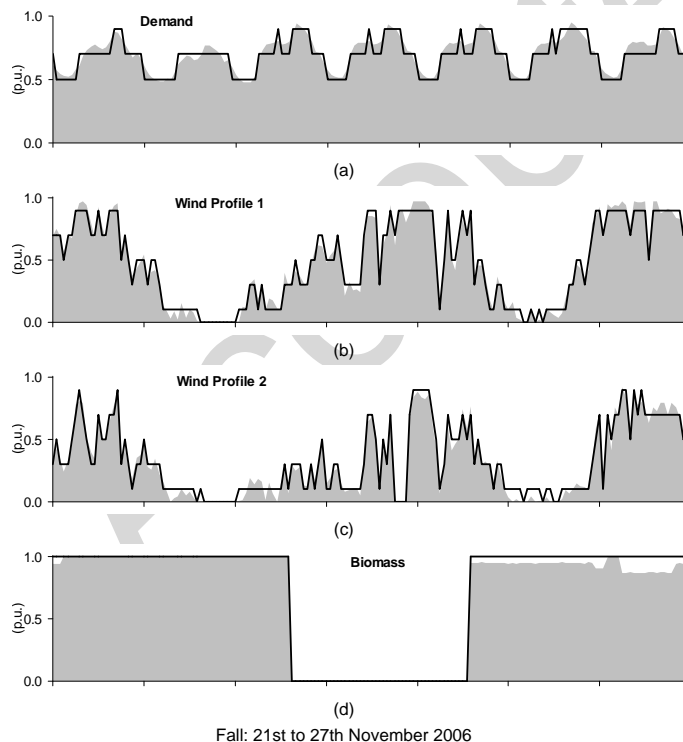 Demand
1.0
0.5
0.0
(p.u.)
(a)
Wind Profile 1
1.0
0.5
0.0
(p.u.)
(b)
Wind Profile 2
1.0
0.5
0.0
(p.u.)
(c)
Biomass
1.0
0.5
0.0
(p.u.)
(d)
Fall: 21st to 27th November 2006